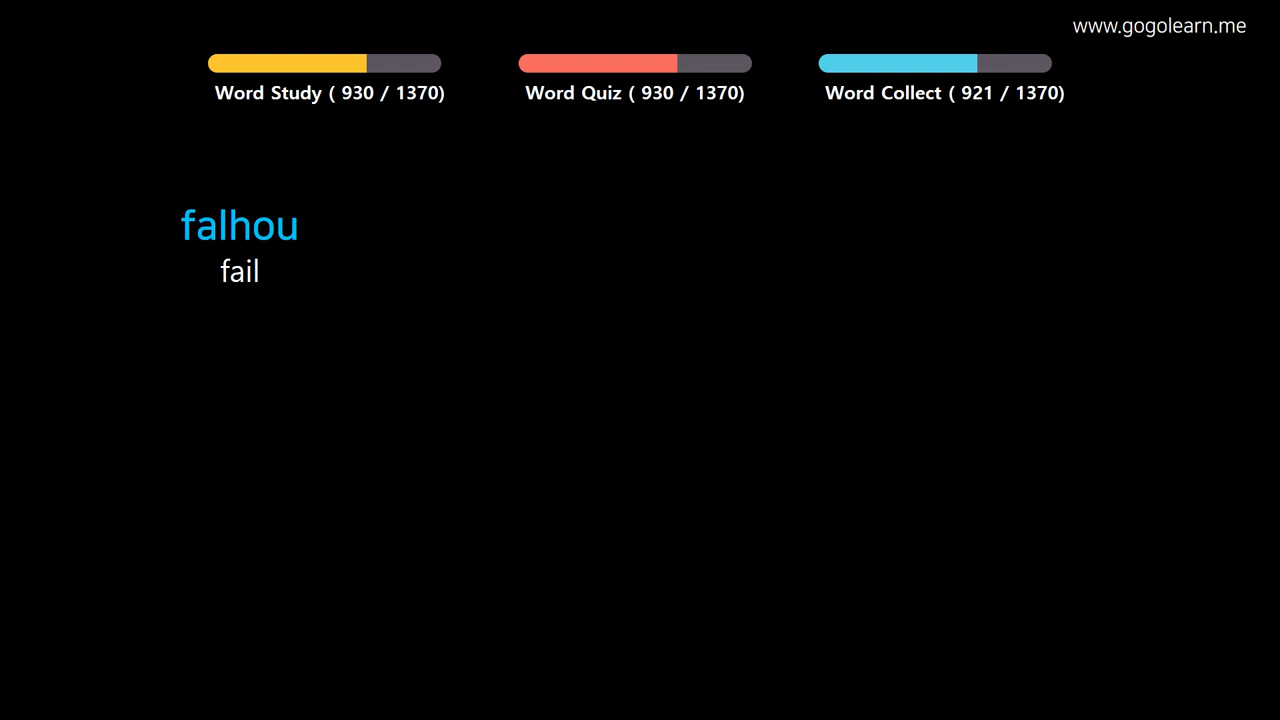 www.gogolearn.me
Word Study ( 930 / 1370)
Word Quiz ( 930 / 1370)
Word Collect ( 921 / 1370)
falhou
fail